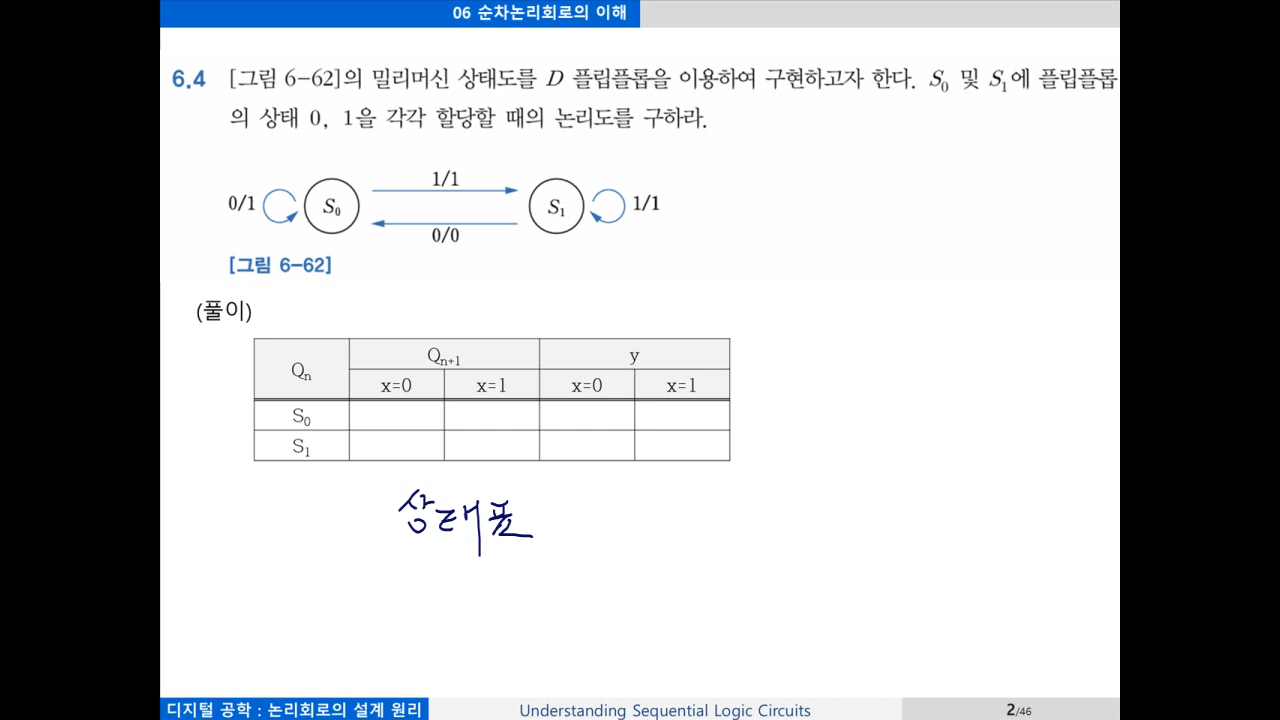 06 순차논리회로의 이해
6.4 [그림 6-62]의 밀리머신 상태도를 D 플립플롭을 이용하여 구현하고자 한다. S₀ 및 S₁에 플립플롭
의 상태 0, 1을 각각 할당할 때의 논리도를 구하라.
1/1
0/1 S₀ S₁ 1/1
0/0
[그림 6-62]
(풀이)
Qₙ Qₙ₊₁ y
x=0 x=1 x=0 x=1
S₀
S₁
상태표
디지털 공학 : 논리회로의 설계 원리 Understanding Sequential Logic Circuits 2/46